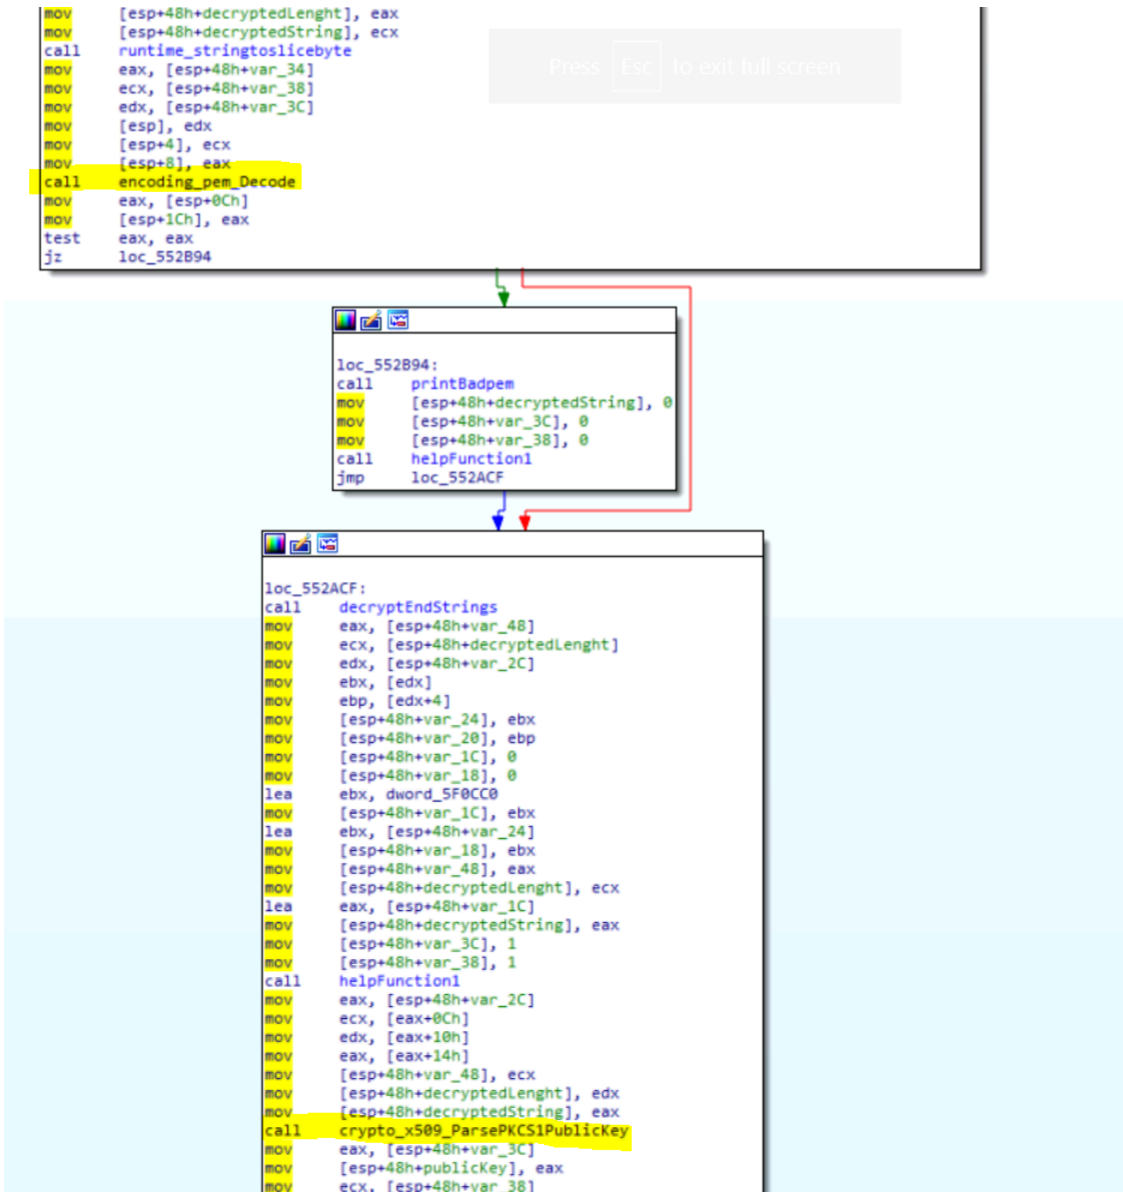 mov [esp+48h+decryptedLenght], eax
mov [esp+48h+decryptedString], ecx
call runtime_stringtoslicebyte
mov eax, [esp+48h+var_34]
mov ecx, [esp+48h+var_38]
mov edx, [esp+48h+var_3C]
mov [esp], edx
mov [esp+4], ecx
mov [esp+8], eax
call encoding_pem_Decode
mov eax, [esp+0Ch]
mov [esp+1Ch], eax
test eax, eax
jz loc_552B94
Press Esc to exit full screen
loc_552B94:
call printBadpem
mov [esp+48h+decryptedString], 0
mov [esp+48h+var_3C], 0
mov [esp+48h+var_38], 0
call helpFunction1
jmp loc_552ACF
loc_552ACF:
call decryptEndStrings
mov eax, [esp+48h+var_48]
mov ecx, [esp+48h+decryptedLenght]
mov edx, [esp+48h+var_2C]
mov ebx, [edx]
mov ebp, [edx+4]
mov [esp+48h+var_24], ebx
mov [esp+48h+var_20], ebp
mov [esp+48h+var_1C], 0
mov [esp+48h+var_18], 0
lea ebx, dword_5F0CC0
mov [esp+48h+var_1C], ebx
lea ebx, [esp+48h+var_24]
mov [esp+48h+var_18], ebx
mov [esp+48h+var_48], eax
mov [esp+48h+decryptedLenght], ecx
lea eax, [esp+48h+var_1C]
mov [esp+48h+decryptedString], eax
mov [esp+48h+var_3C], 1
mov [esp+48h+var_38], 1
call helpFunction1
mov eax, [esp+48h+var_2C]
mov ecx, [eax+0Ch]
mov edx, [eax+10h]
mov eax, [eax+14h]
mov [esp+48h+var_48], ecx
mov [esp+48h+decryptedLenght], edx
mov [esp+48h+decryptedString], eax
call crypto_x509_ParsePKCS1PublicKey
mov eax, [esp+48h+var_3C]
mov [esp+48h+publicKey], eax
mov ecx, [esp+48h+var_38]